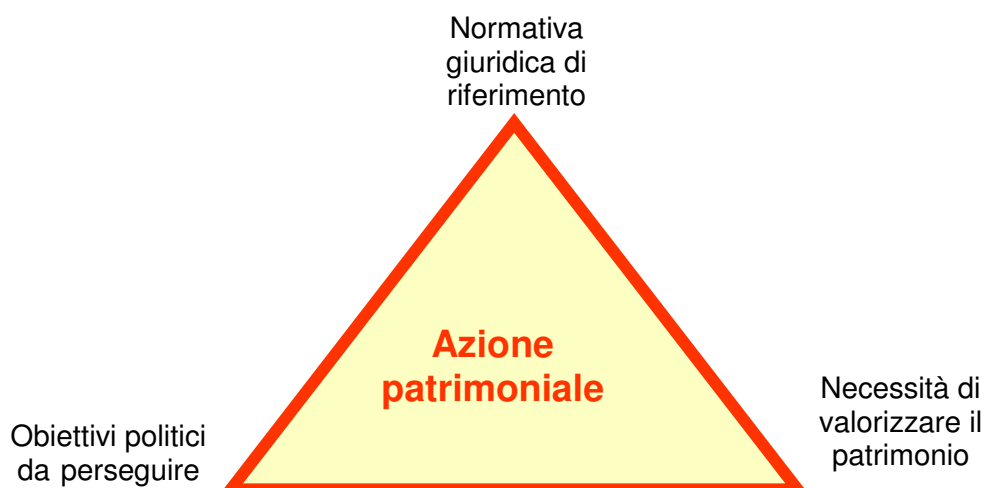 Normativa
giuridica di
riferimento
Azione
patrimoniale
Obiettivi politici
da perseguire
Necessità di
valorizzare il
patrimonio